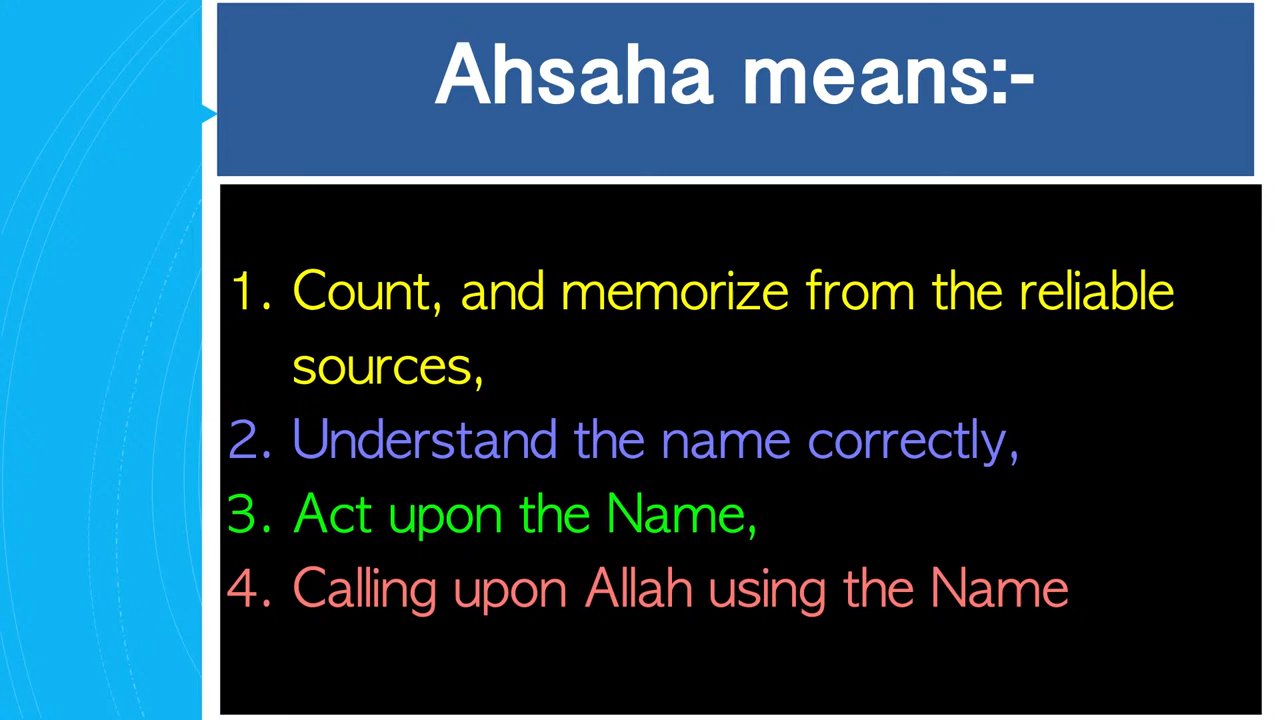 Ahsaha means:-
1. Count, and memorize from the reliable
sources,
2. Understand the name correctly,
3. Act upon the Name,
4. Calling upon Allah using the Name